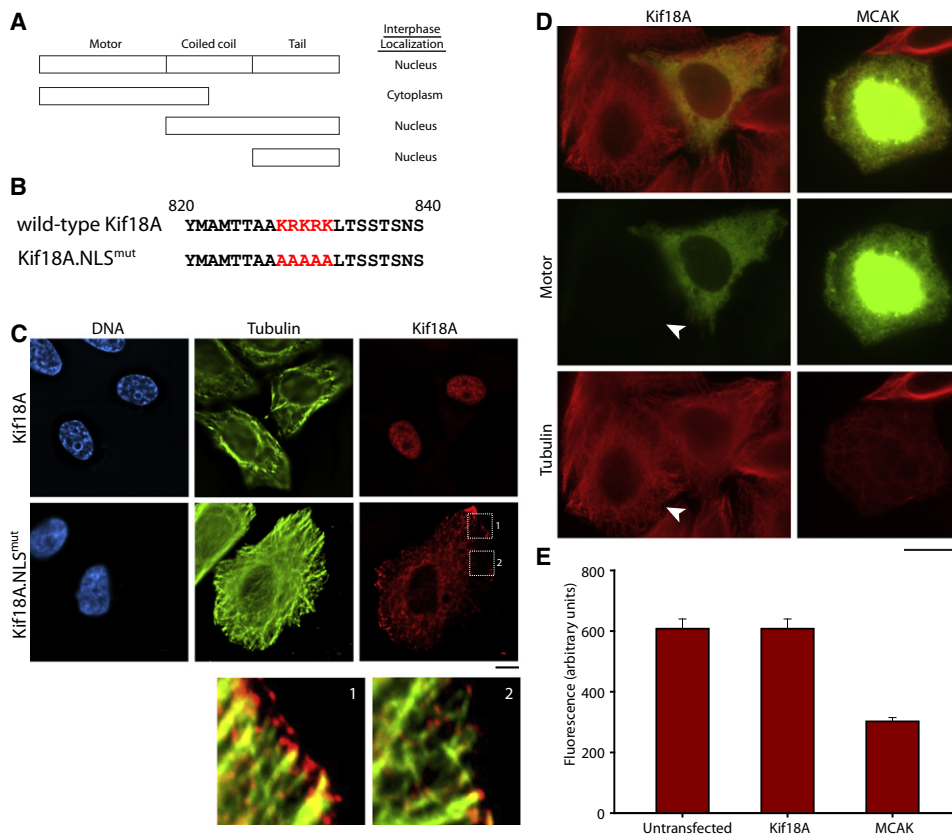 A
Motor
Coiled coil
Tail
Interphase
Localization
Nucleus
Cytoplasm
Nucleus
Nucleus
B
820
840
wild-type Kif18A
YMAMTTAAKRKRKLTSSTSNS
Kif18A.NLSmut
YMAMTTAAAAAAALTSSTSNS
C
DNA
Tubulin
Kif18A
Kif18A
Kif18A.NLSmut
1
2
1
2
D
Kif18A
MCAK
Motor
Tubulin
E
Fluorescence (arbitrary units)
800
600
400
200
0
Untransfected
Kif18A
MCAK